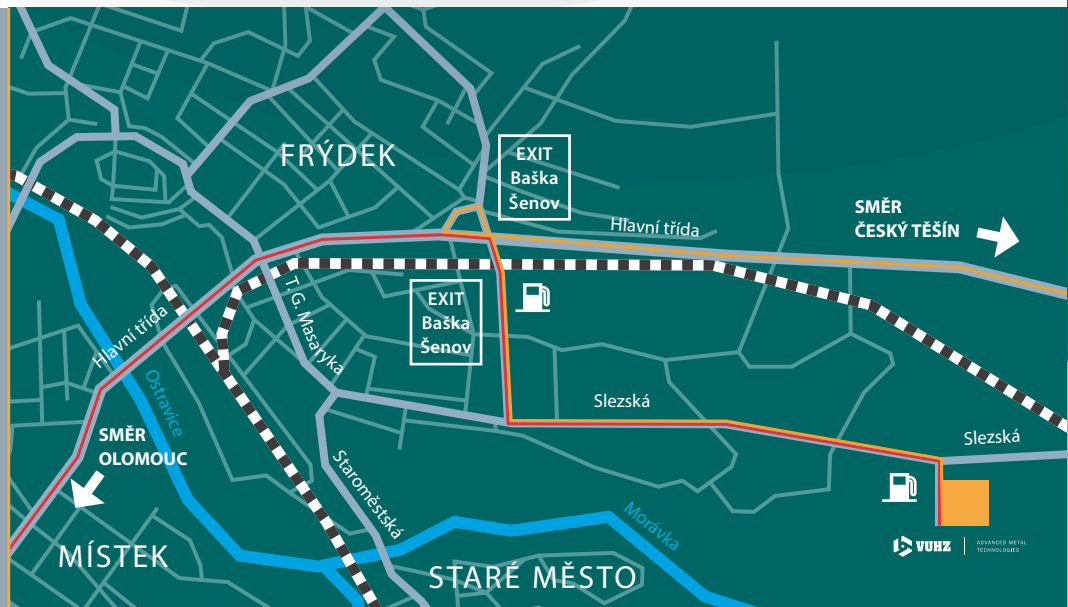 FRÝDEK
EXIT
Baška
Šenov
Hlavní třída
SMĚR
ČESKÝ TĚŠÍN
EXIT
Baška
Šenov
T. G. Masaryka
Hlavní třída
Ostravice
Slezská
Slezská
SMĚR
OLOMOUC
Staroměstská
Morávka
MÍSTEK
STARÉ MĚSTO
VUHZ
ADVANCED METAL
TECHNOLOGIES